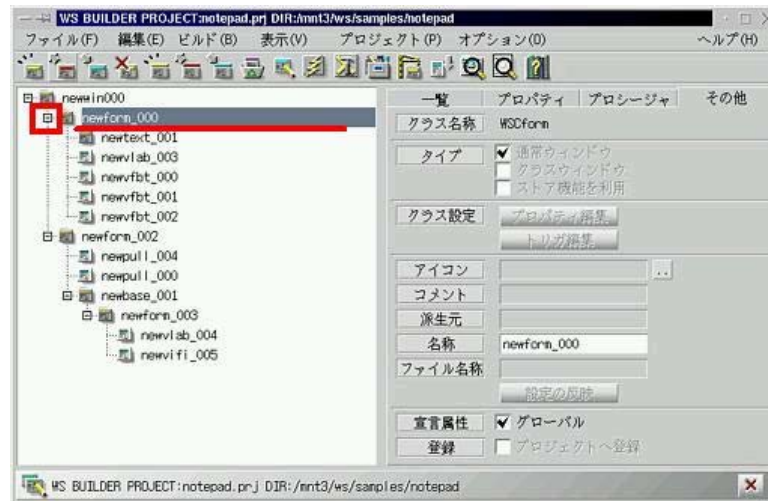 WS BUILDER PROJECT:notepad.prj DIR:/mnt3/ws/samples/notepad
ファイル(F) 編集(E) ビルド(B) 表示(V) プロジェクト(P) オプション(O) ヘルプ(H)
newwin000
newform_000
newtext_001
newvlab_003
newvfbt_000
newvfbt_001
newvfbt_002
newform_002
newpull_004
newpull_000
newbase_001
newform_003
newvlab_004
newvifi_005
一覧 プロパティ プロシージャ その他
クラス名称 WSCform
タイプ 通常ウィンドウ
クラスウィンドウ
ストア機能を利用
クラス設定 プロパティ編集
トリガ編集
アイコン ..
コメント
派生元
名称 newform_000
ファイル名称
設定の反映
宣言属性 グローバル
登録 プロジェクトへ登録
WS BUILDER PROJECT:notepad.prj DIR:/mnt3/ws/samples/notepad